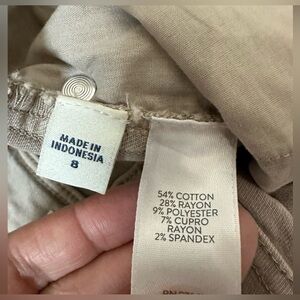 MADE IN
INDONESIA
8
54% COTTON
28% RAYON
9% POLYESTER
7% CUPRO
RAYON
2% SPANDEX